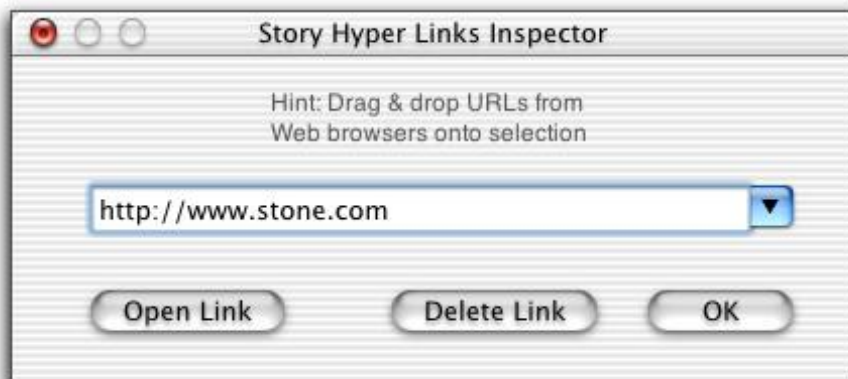 Story Hyper Links Inspector
Hint: Drag & drop URLs from
Web browsers onto selection
http://www.stone.com
Open Link Delete Link OK